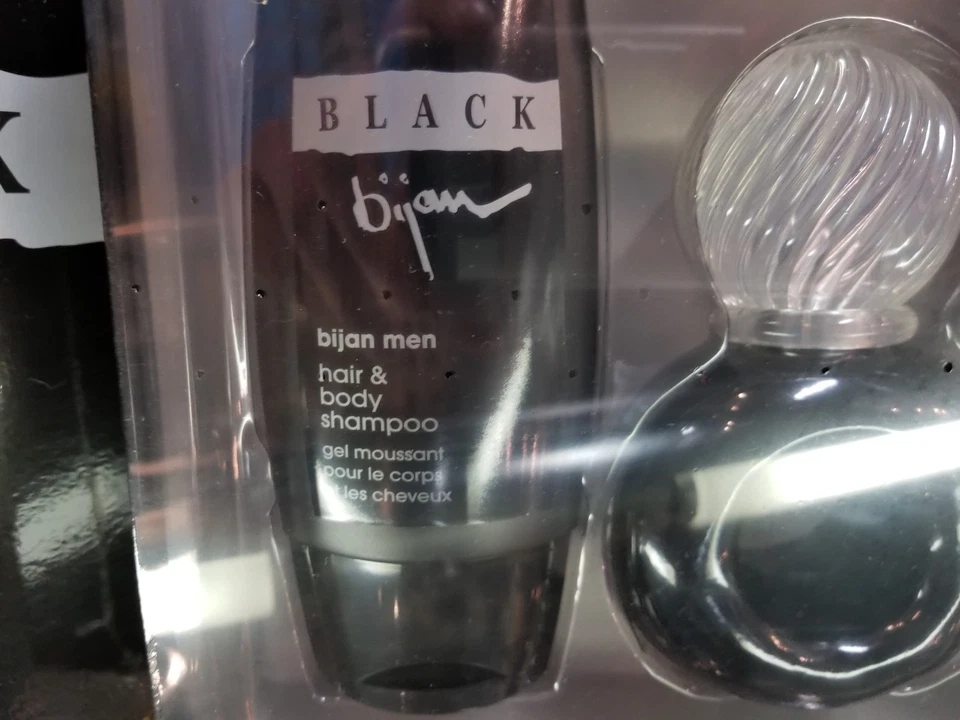 K
BLACK
bijan
bijan men
hair &
body
shampoo
gel moussant
pour le corps
les cheveux